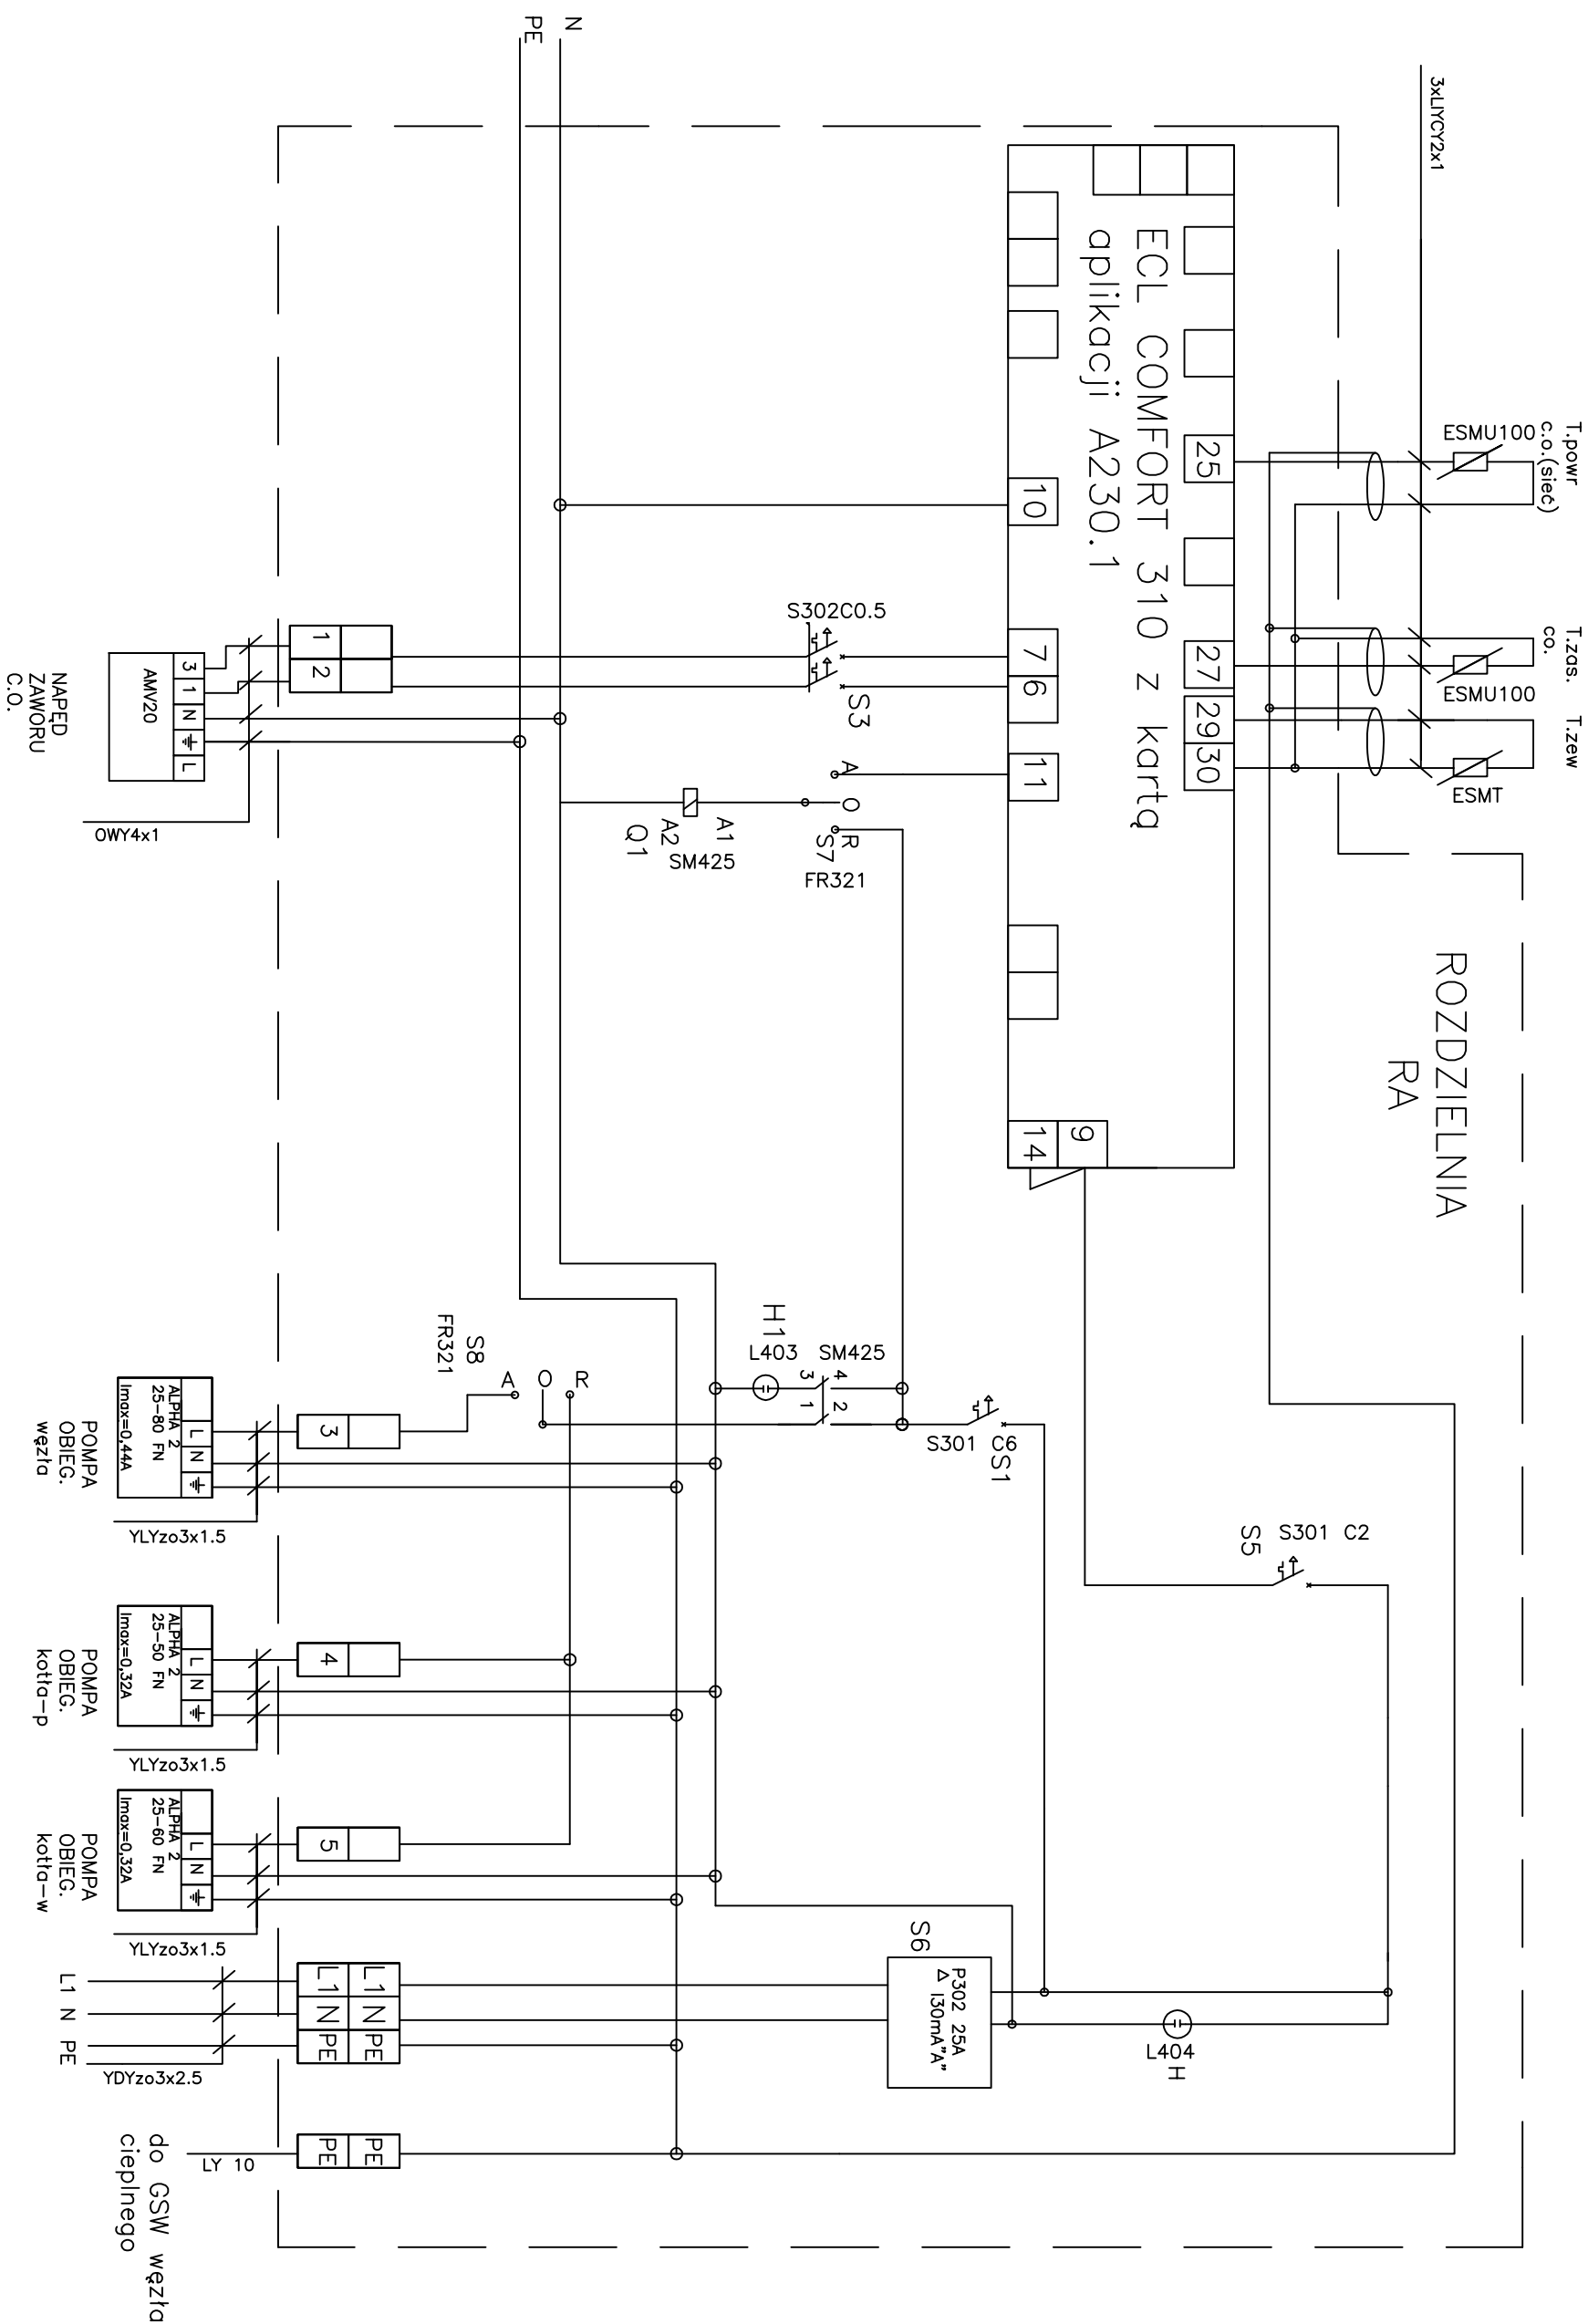 3xLIYCY2x1
T.powr
c.o.(sieć)
ESMU100
T.zas.
co.
ESMU100
T.zew
ESMT
ROZDZIELNIA
RA
25
27
29
30
ECL COMFORT 310 z kartą
aplikacji A230.1
10
7
6
11
14
9
N
PE
S302C0.5
S3
A
O
R
S7
FR321
A1
A2
SM425
Q1
1
2
3
1
N
L
AMV20
NAPĘD
ZAWORU
C.O.
OWY4x1
H1
L403
SM425
3
4
1
2
S301 C6
S1
S5
S301 C2
S8
FR321
A
O
R
3
L
N
ALPHA 2
25-80 FN
Imax=0,44A
POMPA
OBIEG.
węzła
YLYzo3x1.5
4
L
N
ALPHA 2
25-50 FN
Imax=0,32A
POMPA
OBIEG.
kotła-p
YLYzo3x1.5
5
L
N
ALPHA 2
25-60 FN
Imax=0,32A
POMPA
OBIEG.
kotła-w
YLYzo3x1.5
S6
P302 25A
Δ I30mA"A"
L404
H
L1 L1
N N
PE PE
L1
N
PE
YDYzo3x2.5
PE PE
LY 10
do GSW węzła
cieplnego